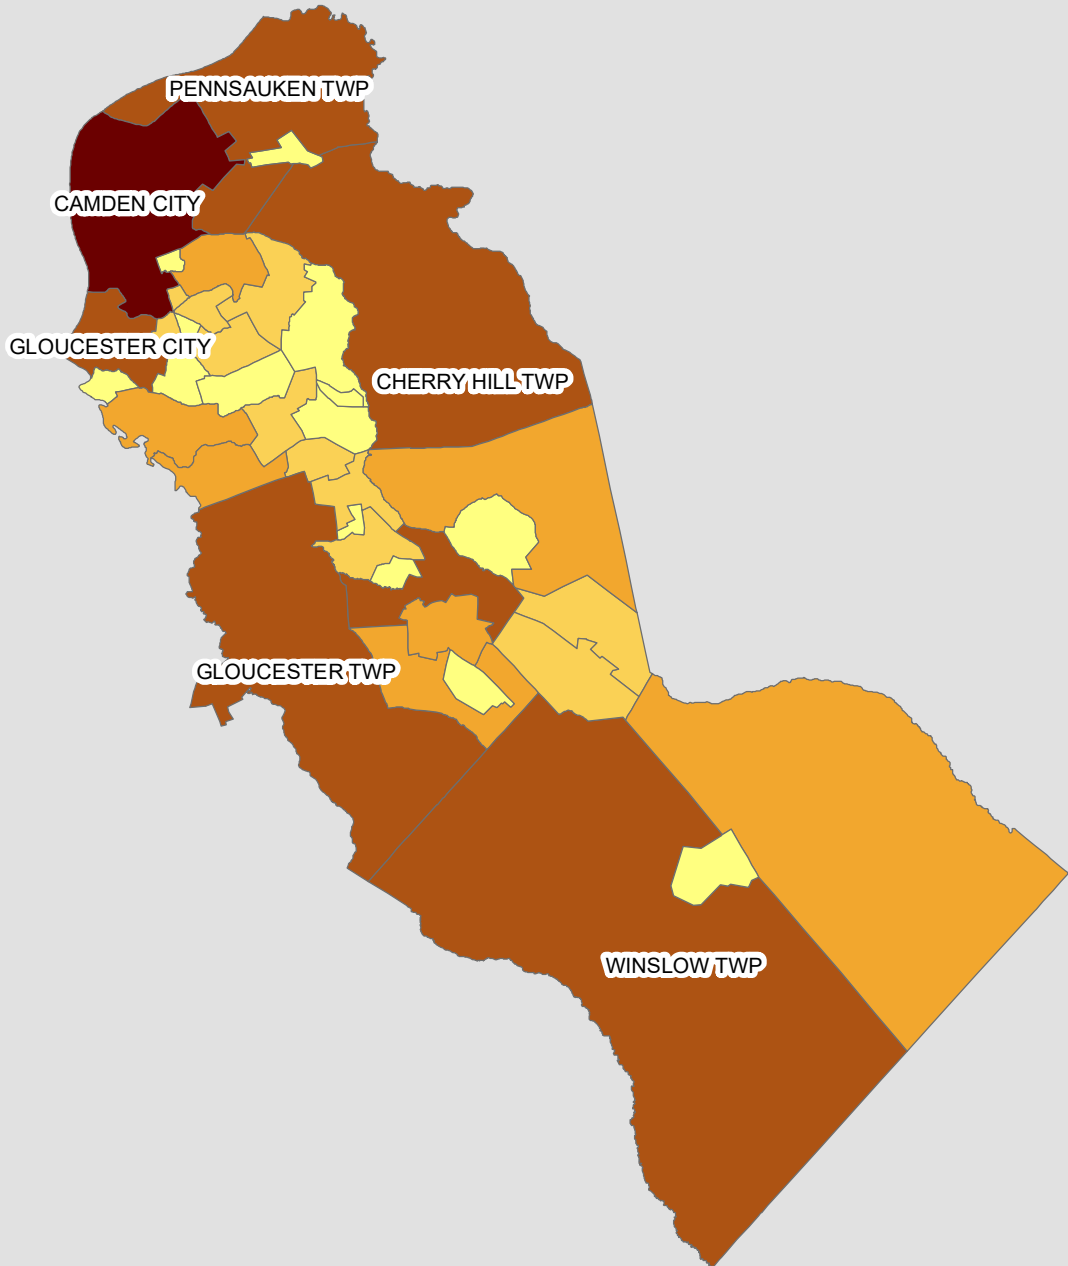 PENNSAUKEN TWP
CAMDEN CITY
GLOUCESTER CITY
CHERRY HILL TWP
GLOUCESTER TWP
WINSLOW TWP